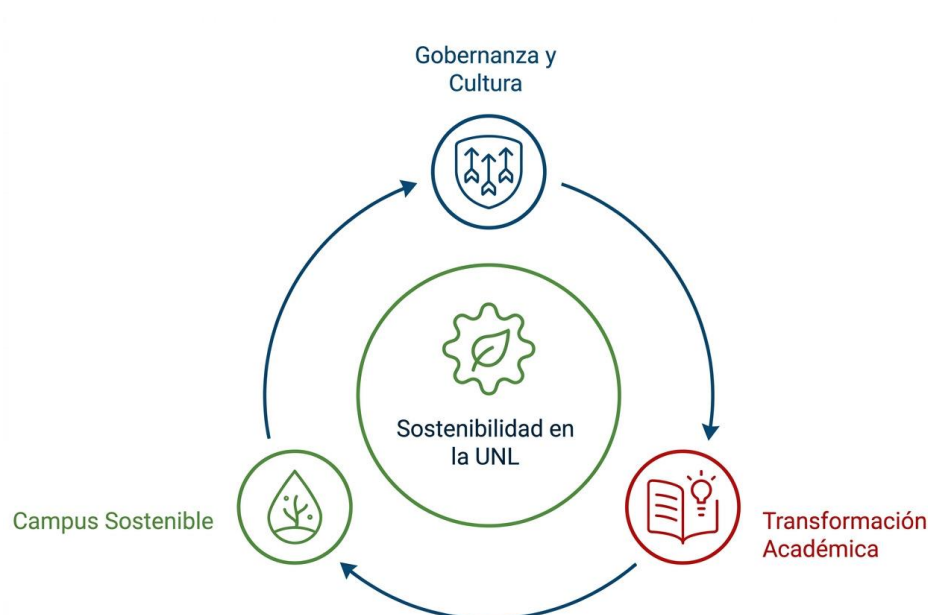 Gobernanza y
Cultura
Sostenibilidad en
la UNL
Campus Sostenible
Transformación
Académica